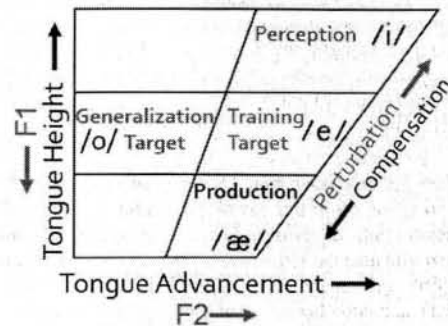 Perception /i/
Generalization Training
/o/ Target Target /e/
Production
/æ/
F1
Tongue Height
Perturbation
Compensation
Tongue Advancement
F2